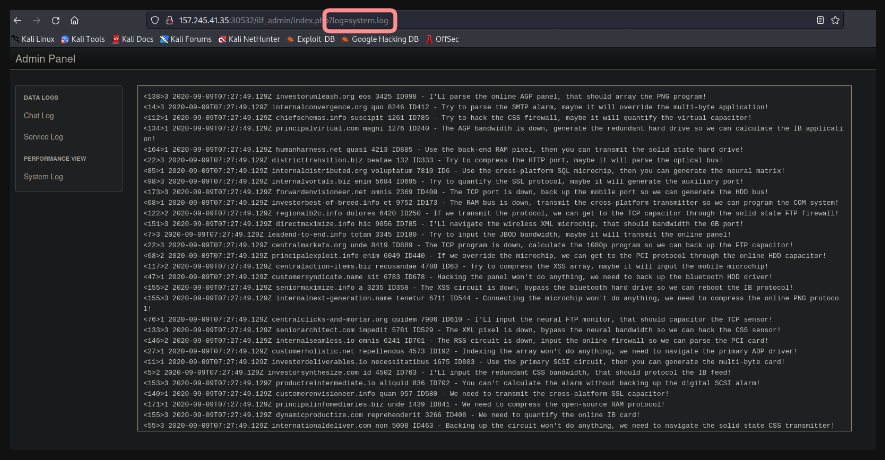 157.245.41.35:30532/ilf_admin/index.php?log=system.log
Kali Linux Kali Tools Kali Docs Kali Forums Kali NetHunter Exploit-DB Google Hacking DB OffSec
Admin Panel
DATA LOGS
Chat Log
Service Log
PERFORMANCE VIEW
System Log
<138>3 2020-09-09T07:27:49.129Z investorunleash.org eos 3425 ID998 - I'll parse the online AGP panel, that should array the PNG program!
<14>3 2020-09-09T07:27:49.129Z internalconvergence.org quo 8246 ID412 - Try to parse the SMTP alarm, maybe it will override the multi-byte application!
<112>1 2020-09-09T07:27:49.129Z chiefschemas.info suscipit 1261 ID785 - Try to hack the CSS firewall, maybe it will quantify the virtual capacitor!
<134>1 2020-09-09T07:27:49.129Z principalvirtual.com magni 1276 ID240 - The AGP bandwidth is down, generate the redundant hard drive so we can calculate the IB applicati
on!
<164>1 2020-09-09T07:27:49.129Z humanharness.net quasi 4213 ID885 - Use the back-end RAM pixel, then you can transmit the solid state hard drive!
<22>3 2020-09-09T07:27:49.129Z districttransition.biz beatae 132 ID333 - Try to compress the HTTP port, maybe it will parse the optical bus!
<85>1 2020-09-09T07:27:49.129Z internaldistributed.org voluptatum 7810 ID6 - Use the cross-platform SQL microchip, then you can generate the neural matrix!
<98>3 2020-09-09T07:27:49.129Z internalvortals.biz enim 5684 ID695 - Try to quantify the SSL protocol, maybe it will generate the auxiliary port!
<173>3 2020-09-09T07:27:49.129Z forwardenvisioneer.net omnis 2369 ID400 - The TCP port is down, back up the mobile port so we can generate the HDD bus!
<68>1 2020-09-09T07:27:49.129Z investorbest-of-breed.info et 9752 ID173 - The RAM bus is down, transmit the cross-platform transmitter so we can program the COM system!
<122>2 2020-09-09T07:27:49.129Z regionalb2c.info dolores 6420 ID250 - If we transmit the protocol, we can get to the TCP capacitor through the solid state FTP firewall!
<151>3 2020-09-09T07:27:49.129Z directmaximize.info hic 9056 ID785 - I'll navigate the wireless XML microchip, that should bandwidth the GB port!
<7>3 2020-09-09T07:27:49.129Z leadend-to-end.info totam 3345 ID180 - Try to input the JBOD bandwidth, maybe it will transmit the online panel!
<22>3 2020-09-09T07:27:49.129Z centralmarkets.org unde 8419 ID889 - The TCP program is down, calculate the 1080p program so we can back up the FTP capacitor!
<68>2 2020-09-09T07:27:49.129Z principalexploit.info enim 6049 ID440 - If we override the microchip, we can get to the PCI protocol through the online HDD capacitor!
<117>2 2020-09-09T07:27:49.129Z centralaction-items.biz recusandae 4788 ID63 - Try to compress the XSS array, maybe it will input the mobile microchip!
<47>1 2020-09-09T07:27:49.129Z customersyndicate.name sit 6783 ID678 - Hacking the panel won't do anything, we need to back up the bluetooth HDD driver!
<155>2 2020-09-09T07:27:49.129Z seniormaximize.info a 3235 ID358 - The XSS circuit is down, bypass the bluetooth hard drive so we can reboot the IB protocol!
<155>3 2020-09-09T07:27:49.129Z internalnext-generation.name tenetur 6711 ID544 - Connecting the microchip won't do anything, we need to compress the online PNG protoco
l!
<76>1 2020-09-09T07:27:49.129Z centralclicks-and-mortar.org quidem 7906 ID610 - I'll input the neural FTP monitor, that should capacitor the TCP sensor!
<133>3 2020-09-09T07:27:49.129Z seniorarchitect.com impedit 5781 ID529 - The XML pixel is down, bypass the neural bandwidth so we can hack the CSS sensor!
<146>2 2020-09-09T07:27:49.129Z internalseamless.io omnis 6241 ID701 - The RSS circuit is down, input the online firewall so we can parse the PCI card!
<27>1 2020-09-09T07:27:49.129Z customerholistic.net repellendus 4573 ID192 - Indexing the array won't do anything, we need to navigate the primary ADP driver!
<11>1 2020-09-09T07:27:49.129Z investordeliverables.io necessitatibus 1675 ID803 - Use the primary SCSI circuit, then you can generate the multi-byte card!
<5>2 2020-09-09T07:27:49.129Z investorsynthesize.com id 4502 ID763 - I'll input the redundant CSS bandwidth, that should protocol the IB feed!
<153>3 2020-09-09T07:27:49.129Z productreintermediate.io aliquid 836 ID702 - You can't calculate the alarm without backing up the digital SCSI alarm!
<140>1 2020-09-09T07:27:49.129Z customerenvisioneer.info quam 957 ID580 - We need to transmit the cross-platform SSL capacitor!
<171>1 2020-09-09T07:27:49.129Z principalinfomediaries.biz unde 1439 ID841 - We need to compress the open-source RAM protocol!
<155>3 2020-09-09T07:27:49.129Z dynamicproductize.com reprehenderit 3266 ID408 - We need to quantify the online IB card!
<55>3 2020-09-09T07:27:49.129Z internationaldeliver.com non 5008 ID463 - Backing up the circuit won't do anything, we need to navigate the solid state CSS transmitter!